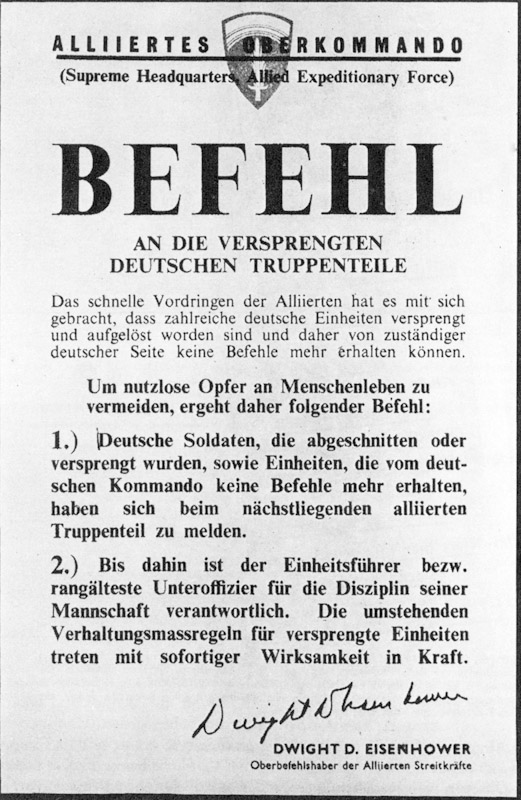 ALLIIERTES OBERKOMMANDO
(Supreme Headquarters, Allied Expeditionary Force)
BEFEHL
AN DIE VERSPRENGTEN
DEUTSCHEN TRUPPENTEILE
Das schnelle Vordringen der Alliierten hat es mit sich
gebracht, dass zahlreiche deutsche Einheiten versprengt
und aufgelöst worden sind und daher von zuständiger
deutscher Seite keine Befehle mehr erhalten können.
Um nutzlose Opfer an Menschenleben zu
vermeiden, ergeht daher folgender Befehl:
1.) Deutsche Soldaten, die abgeschnitten oder
versprengt wurden, sowie Einheiten, die vom deut-
schen Kommando keine Befehle mehr erhalten,
haben sich beim nächstliegenden alliierten
Truppenteil zu melden.
2.) Bis dahin ist der Einheitsführer bezw.
rangälteste Unteroffizier für die Disziplin seiner
Mannschaft verantwortlich. Die umstehenden
Verhaltungsmassregeln für versprengte Einheiten
treten mit sofortiger Wirksamkeit in Kraft.
Dwight D Eisenhower
DWIGHT D. EISENHOWER
Oberbefehlshaber der Alliierten Streitkräfte